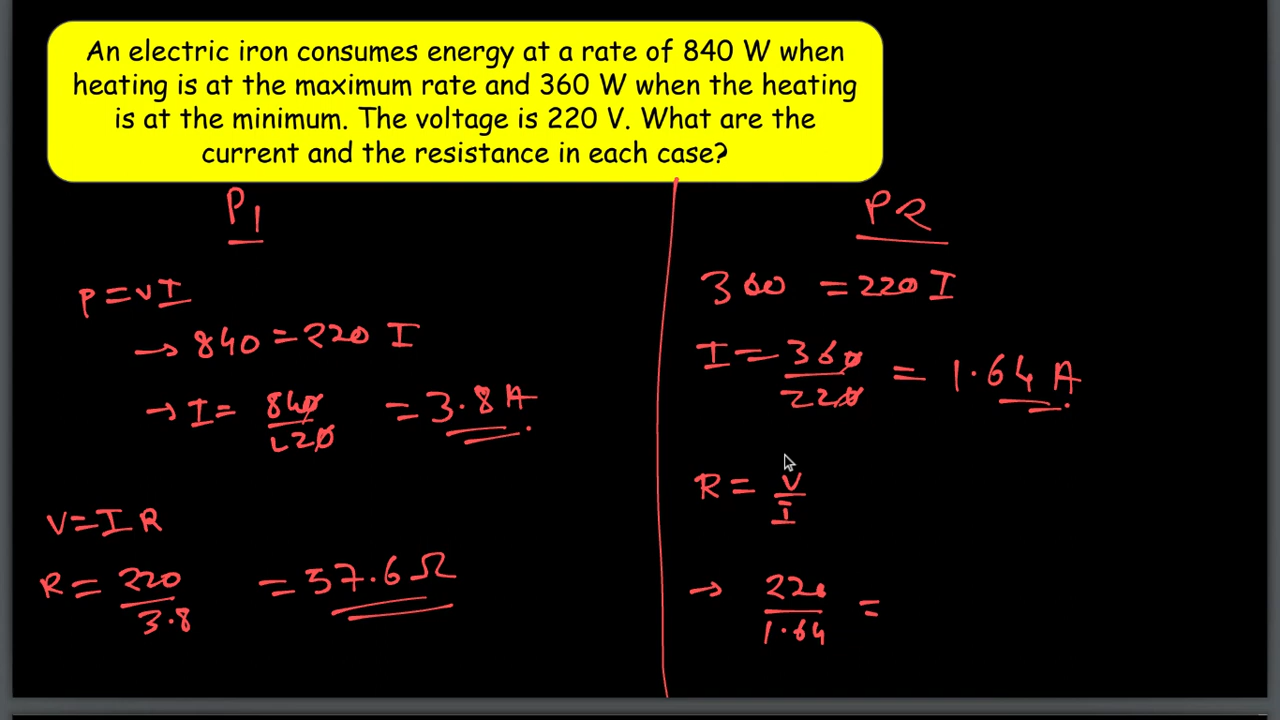 An electric iron consumes energy at a rate of 840 W when
heating is at the maximum rate and 360 W when the heating
is at the minimum. The voltage is 220 V. What are the
current and the resistance in each case?
P1
P = VI
→ 840 = 220 I
→ I = 840/220 = 3.8 A
V = I R
R = 220/3.8 = 57.6 Ω
P2
360 = 220 I
I = 360/220 = 1.64 A
R = V/I
→ 220/1.64 =